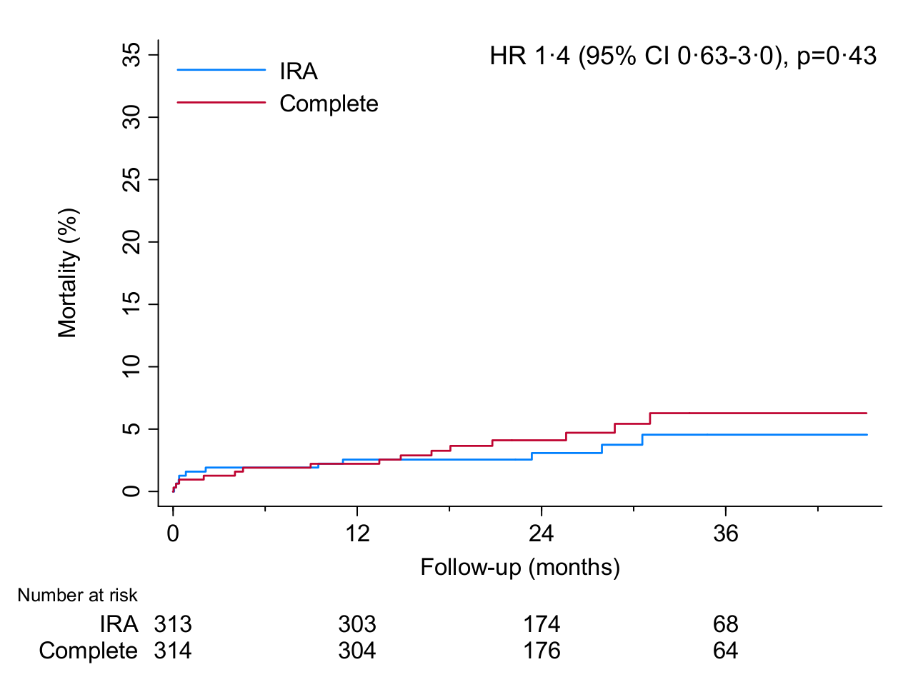 HR 1·4 (95% CI 0·63-3·0), p=0·43
IRA
Complete
Mortality (%)
35
30
25
20
15
10
5
0
0 12 24 36
Follow-up (months)
Number at risk
IRA 313 303 174 68
Complete 314 304 176 64